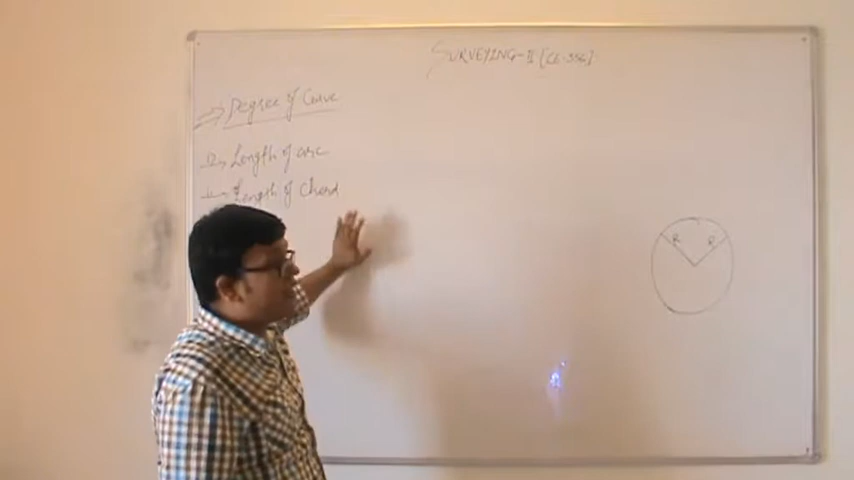 SURVEYING-II [CE-356]
⇒ Degree of Curve
Length of arc
Length of Chord
R R